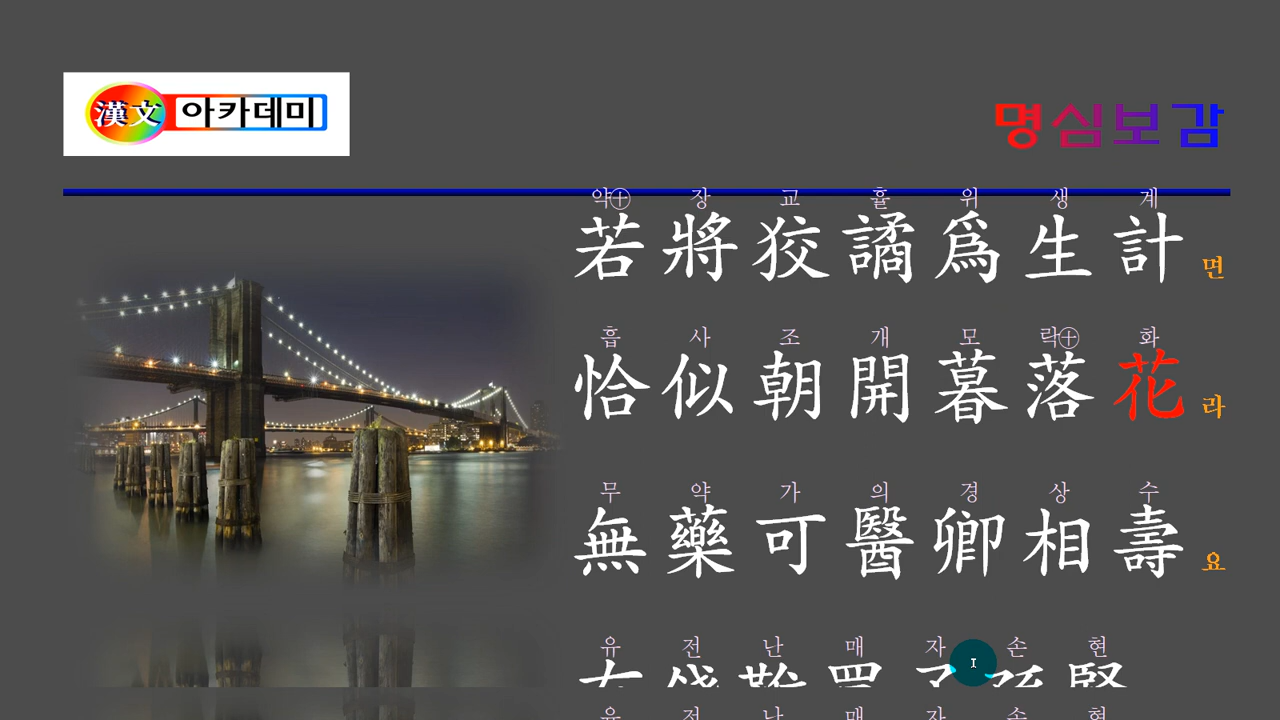 漢文 아카데미
명심보감
약㊉ 장 교 휼 위 생 계
若將狡譎爲生計 면
흡 사 조 개 모 락㊉ 화
恰似朝開暮落花 라
무 약 가 의 경 상 수
無藥可醫卿相壽 요
유 전 난 매 자 손 현